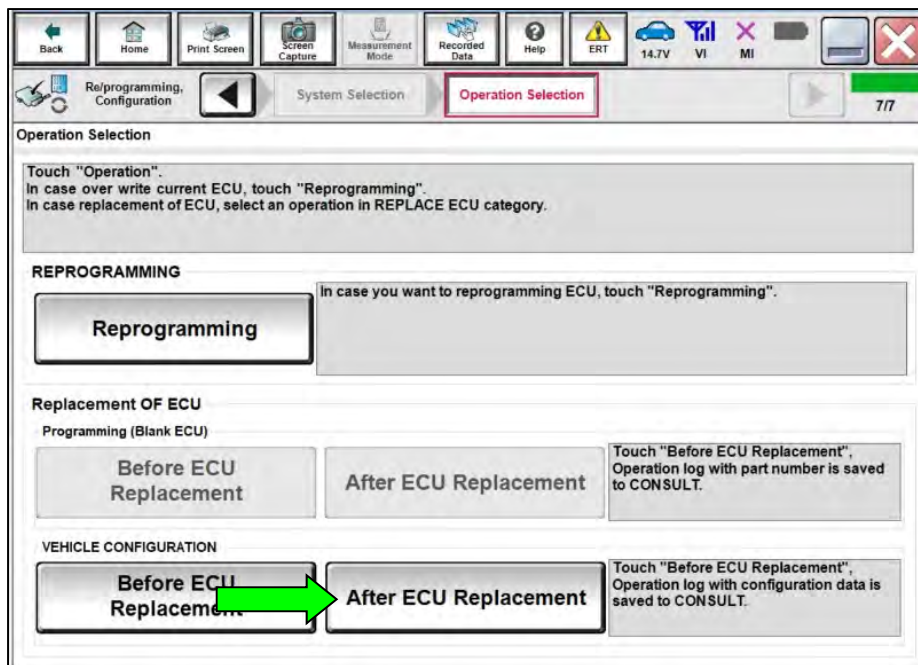 Back
Home
Print Screen
Screen
Capture
Measurement
Mode
Recorded
Data
Help
ERT
14.7V
VI
MI
Re/programming,
Configuration
System Selection
Operation Selection
7/7
Operation Selection
Touch "Operation".
In case over write current ECU, touch "Reprogramming".
In case replacement of ECU, select an operation in REPLACE ECU category.
REPROGRAMMING
Reprogramming
In case you want to reprogramming ECU, touch "Reprogramming".
Replacement OF ECU
Programming (Blank ECU)
Before ECU
Replacement
After ECU Replacement
Touch "Before ECU Replacement",
Operation log with part number is saved
to CONSULT.
VEHICLE CONFIGURATION
Before ECU
Replacement
After ECU Replacement
Touch "Before ECU Replacement",
Operation log with configuration data is
saved to CONSULT.